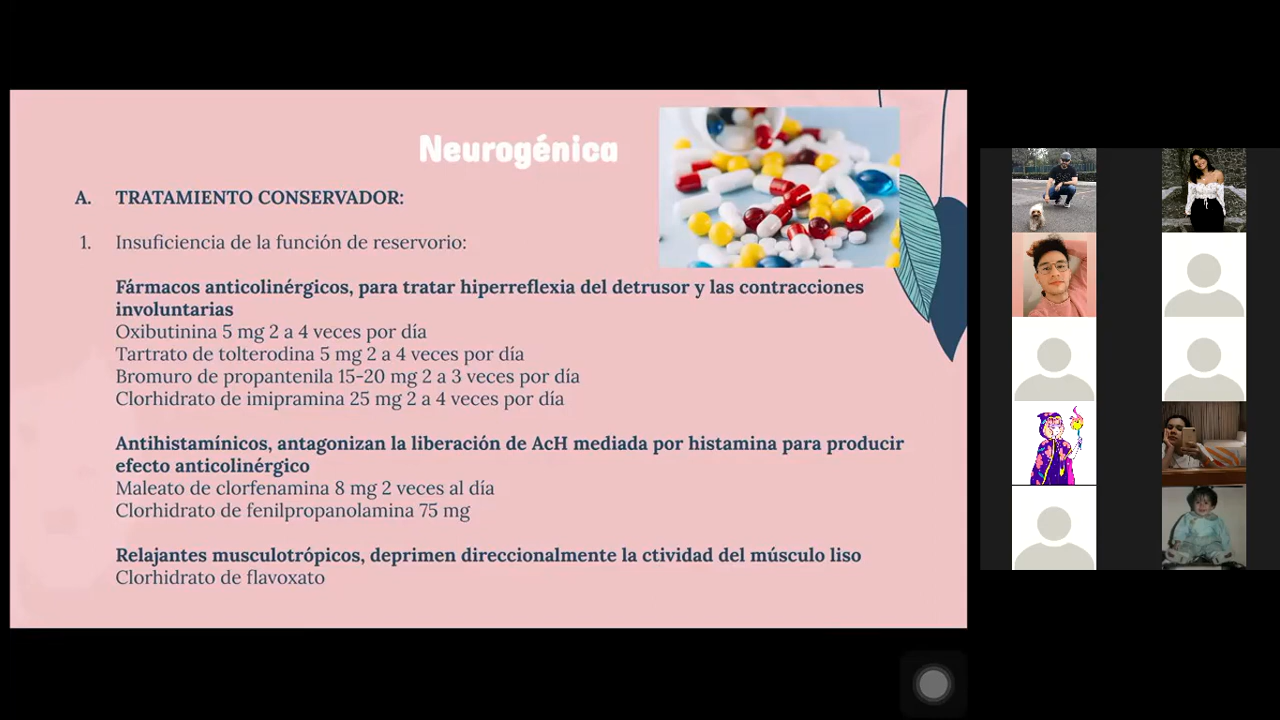 Neurogénica
A. TRATAMIENTO CONSERVADOR:
1. Insuficiencia de la función de reservorio:
Fármacos anticolinérgicos, para tratar hiperreflexia del detrusor y las contracciones
involuntarias
Oxibutinina 5 mg 2 a 4 veces por día
Tartrato de tolterodina 5 mg 2 a 4 veces por día
Bromuro de propantenila 15-20 mg 2 a 3 veces por día
Clorhidrato de imipramina 25 mg 2 a 4 veces por día
Antihistamínicos, antagonizan la liberación de AcH mediada por histamina para producir
efecto anticolinérgico
Maleato de clorfenamina 8 mg 2 veces al día
Clorhidrato de fenilpropanolamina 75 mg
Relajantes musculotrópicos, deprimen direccionalmente la ctividad del músculo liso
Clorhidrato de flavoxato